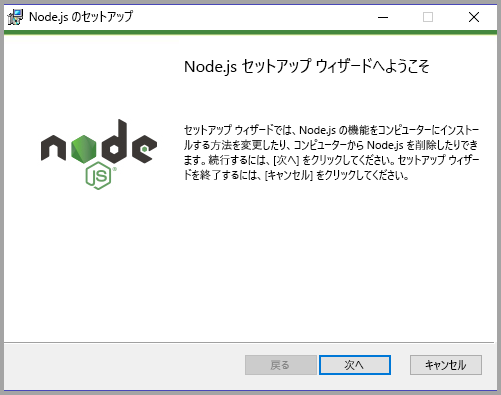 Node.js のセットアップ
Node.js セットアップ ウィザードへようこそ
セットアップ ウィザードでは、Node.js の機能をコンピューターにインストー
ルする方法を変更したり、コンピューターから Node.js を削除したりでき
ます。続行するには、[次へ] をクリックしてください。セットアップ ウィザー
ドを終了するには、[キャンセル] をクリックしてください。
node
JS®
戻る
次へ
キャンセル